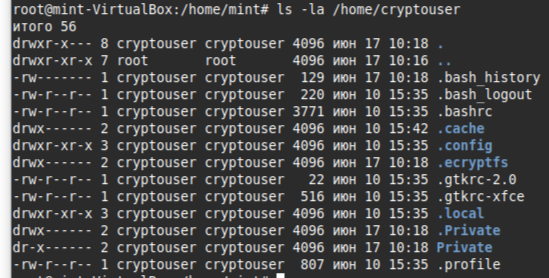 root@mint-VirtualBox:/home/mint# ls -la /home/cryptouser
итого 56
drwxr-x--- 8 cryptouser cryptouser 4096 июн 17 10:18 .
drwxr-xr-x 7 root       root       4096 июн 17 10:16 ..
-rw------- 1 cryptouser cryptouser  129 июн 17 10:18 .bash_history
-rw-r--r-- 1 cryptouser cryptouser  220 июн 10 15:35 .bash_logout
-rw-r--r-- 1 cryptouser cryptouser 3771 июн 10 15:35 .bashrc
drwx------ 2 cryptouser cryptouser 4096 июн 10 15:42 .cache
drwxr-xr-x 3 cryptouser cryptouser 4096 июн 10 15:35 .config
drwx------ 2 cryptouser cryptouser 4096 июн 17 10:18 .ecryptfs
-rw-r--r-- 1 cryptouser cryptouser   22 июн 10 15:35 .gtkrc-2.0
-rw-r--r-- 1 cryptouser cryptouser  516 июн 10 15:35 .gtkrc-xfce
drwxr-xr-x 3 cryptouser cryptouser 4096 июн 10 15:35 .local
drwx------ 2 cryptouser cryptouser 4096 июн 17 10:18 .Private
dr-x------ 2 cryptouser cryptouser 4096 июн 17 10:18 Private
-rw-r--r-- 1 cryptouser cryptouser  807 июн 10 15:35 .profile